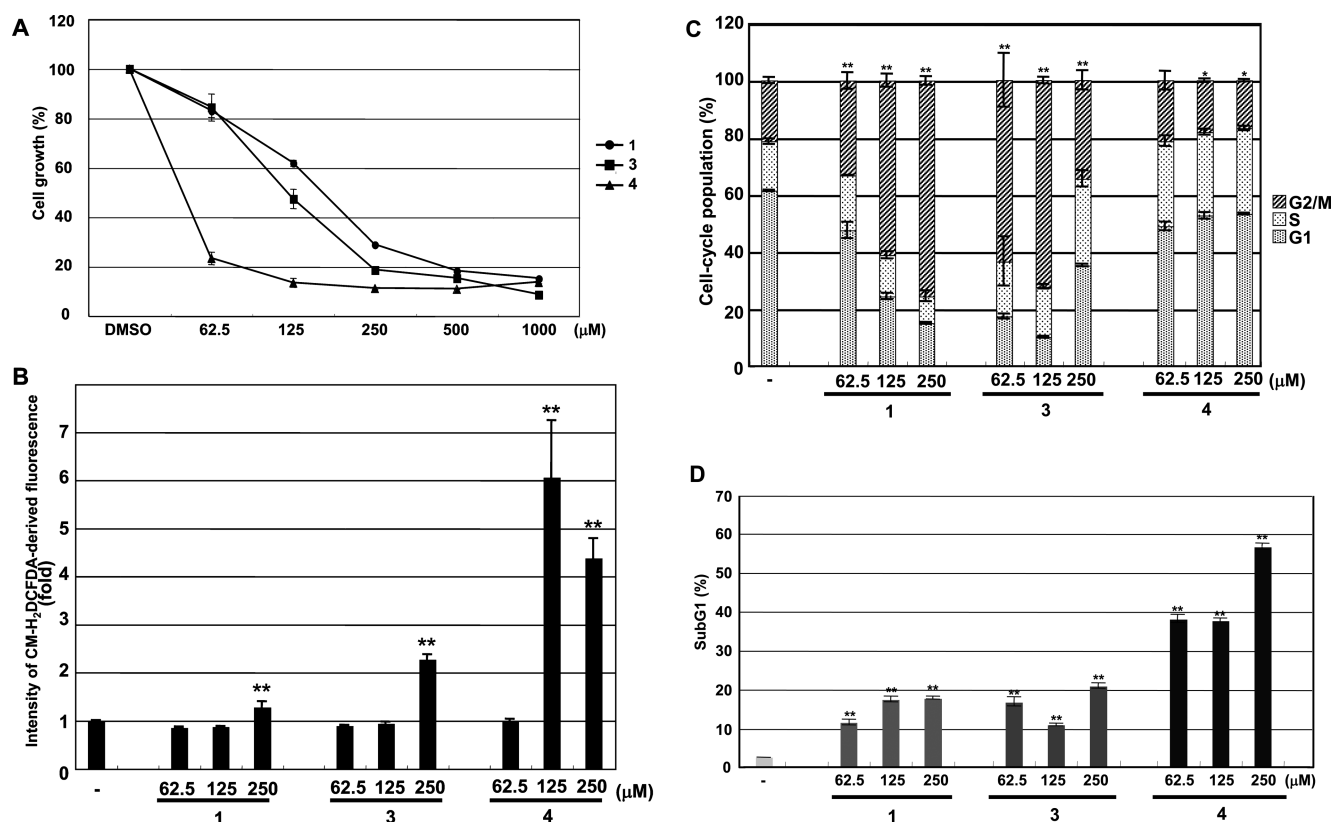 A
120
100
80
60
40
20
0
Cell growth (%)
DMSO 62.5 125 250 500 1000 (μM)
1
3
4
B
7
6
5
4
3
2
1
0
Intensity of CM-H₂DCFDA-derived fluorescence
(fold)
** ** ** **
- 62.5 125 250 62.5 125 250 62.5 125 250 (μM)
1 3 4
C
120
100
80
60
40
20
0
Cell-cycle population (%)
** ** ** ** ** ** * *
G2/M
S
G1
- 62.5 125 250 62.5 125 250 62.5 125 250 (μM)
1 3 4
D
70
60
50
40
30
20
10
0
SubG1 (%)
** ** ** ** ** ** ** ** **
- 62.5 125 250 62.5 125 250 62.5 125 250 (μM)
1 3 4